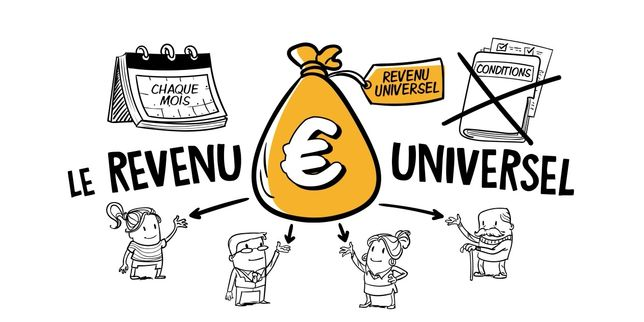 CHAQUE
MOIS
REVENU
UNIVERSEL
CONDITIONS
€
LE REVENU UNIVERSEL